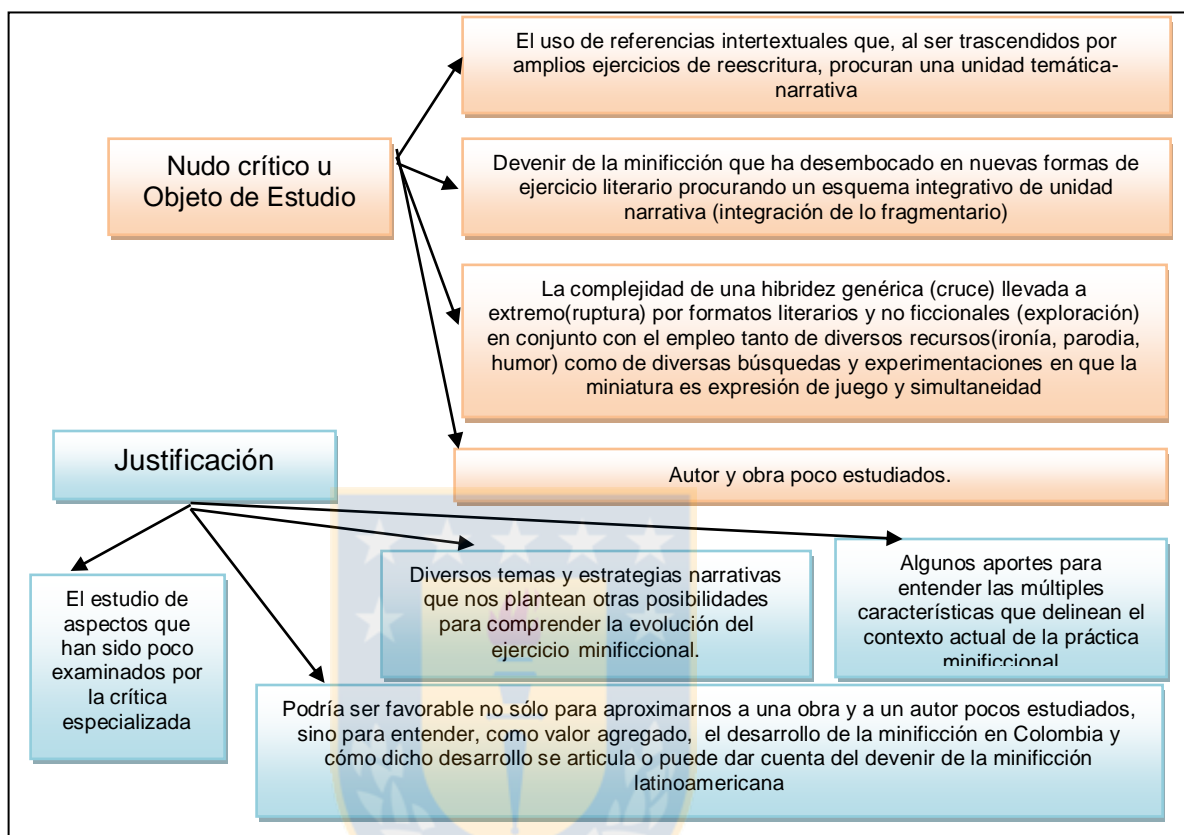 El uso de referencias intertextuales que, al ser trascendidos por
amplios ejercicios de reescritura, procuran una unidad temática-
narrativa
Nudo crítico u
Objeto de Estudio
Devenir de la minificción que ha desembocado en nuevas formas de
ejercicio literario procurando un esquema integrativo de unidad
narrativa (integración de lo fragmentario)
La complejidad de una hibridez genérica (cruce) llevada a
extremo(ruptura) por formatos literarios y no ficcionales (exploración)
en conjunto con el empleo tanto de diversos recursos(ironía, parodia,
humor) como de diversas búsquedas y experimentaciones en que la
miniatura es expresión de juego y simultaneidad
Autor y obra poco estudiados.
Justificación
El estudio de
aspectos que
han sido poco
examinados por
la crítica
especializada
Diversos temas y estrategias narrativas
que nos plantean otras posibilidades
para comprender la evolución del
ejercicio minificcional.
Algunos aportes para
entender las múltiples
características que delinean el
contexto actual de la práctica
minificcional
Podría ser favorable no sólo para aproximarnos a una obra y a un autor pocos estudiados,
sino para entender, como valor agregado, el desarrollo de la minificción en Colombia y
cómo dicho desarrollo se articula o puede dar cuenta del devenir de la minificción
latinoamericana